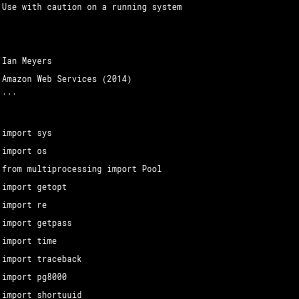 Use with caution on a running system
Ian Meyers
Amazon Web Services (2014)
...
import sys
import os
from multiprocessing import Pool
import getopt
import re
import getpass
import time
import traceback
import pg8000
import shortuuid